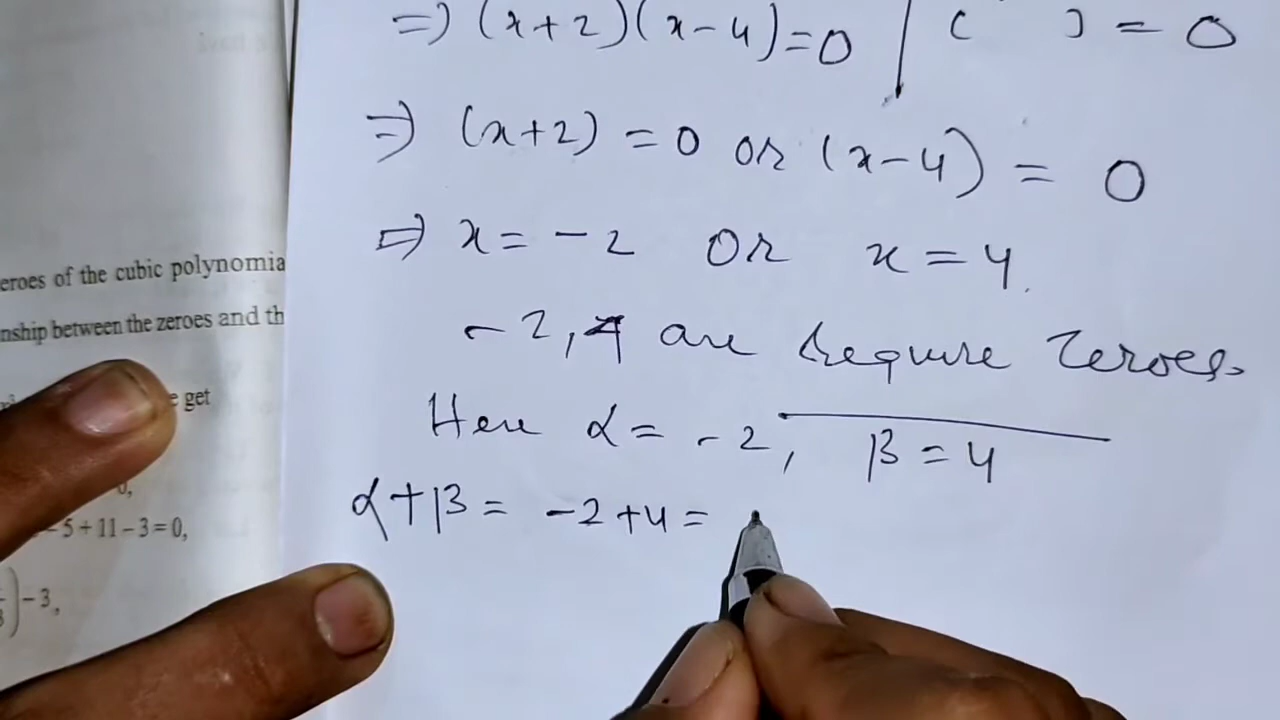 =) (x+2)(x-4)=0 | ( ) = 0
=) (x+2) = 0 or (x-4) = 0
=) x = -2 or x = 4.
-2, 4 are require zeroes.
Here α = -2, β = 4
α+β = -2+4 =
eroes of the cubic polynomia
nship between the zeroes and th
get
-5+11-3=0,
)-3,